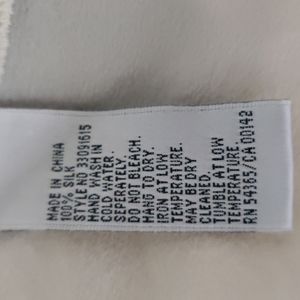 MADE IN CHINA
100% SILK
STYLE NO 33091615
HAND WASH IN
COLD WATER.
SEPERATELY.
DO NOT BLEACH.
HANG TO DRY.
IRON AT LOW
TEMPERATURE.
MAY BE DRY
CLEANED.
TUMBLE AT LOW
TEMPERATURE.
RN 54365/CA 00142